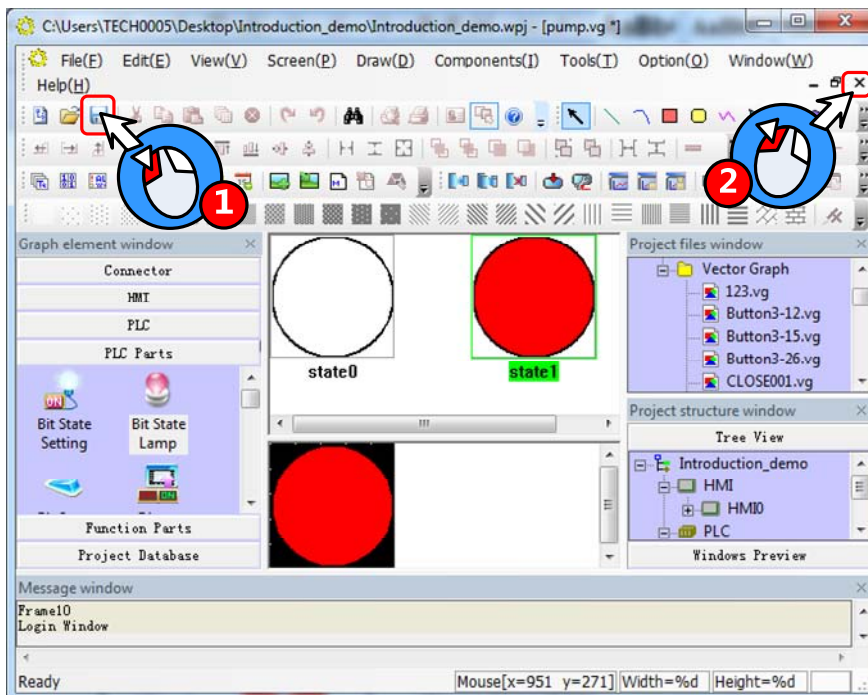 C:\Users\TECH0005\Desktop\Introduction_demo\Introduction_demo.wpj - [pump.vg *]
File(F) Edit(E) View(V) Screen(P) Draw(D) Components(I) Tools(T) Option(O) Window(W)
Help(H)
1
2
Graph element window
Connector
HMI
PLC
PLC Parts
Bit State
Setting
Bit State
Lamp
Function Parts
Project Database
state0
state1
Project files window
Vector Graph
123.vg
Button3-12.vg
Button3-15.vg
Button3-26.vg
CLOSE001.vg
Project structure window
Tree View
Introduction_demo
HMI
HMI0
PLC
Windows Preview
Message window
Frame10
Login Window
Ready
Mouse[x=951 y=271] Width=%d Height=%d